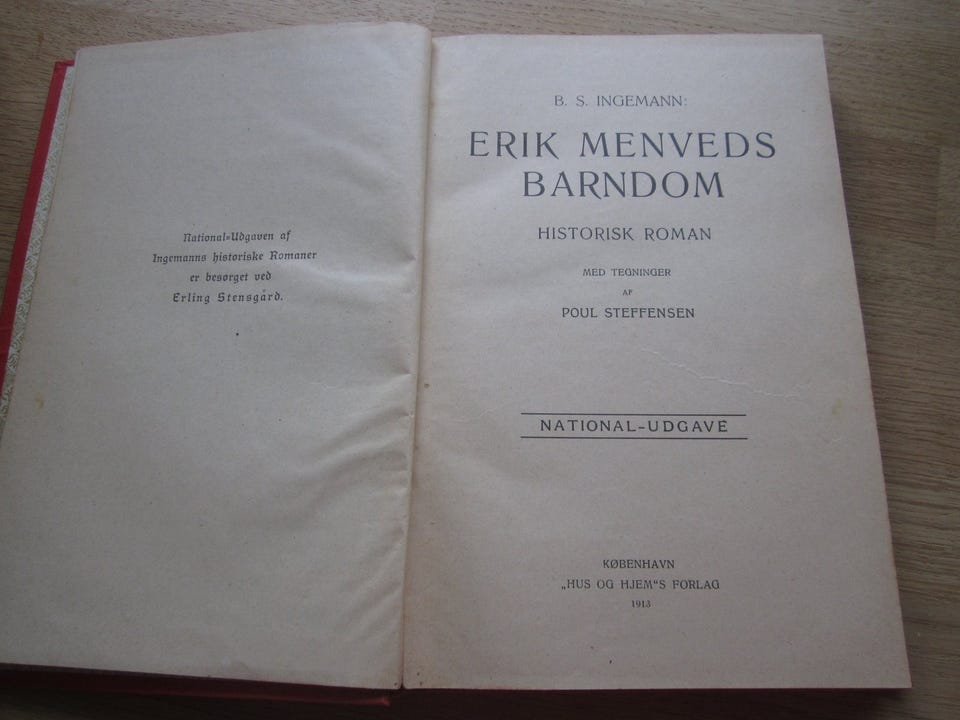 National-Udgaven af
Ingemanns historiske Romaner
er besørget ved
Erling Stensgård.
B. S. INGEMANN:
ERIK MENVEDS
BARNDOM
HISTORISK ROMAN
MED TEGNINGER
AF
POUL STEFFENSEN
NATIONAL-UDGAVE
KØBENHAVN
„HUS OG HJEM“S FORLAG
1913